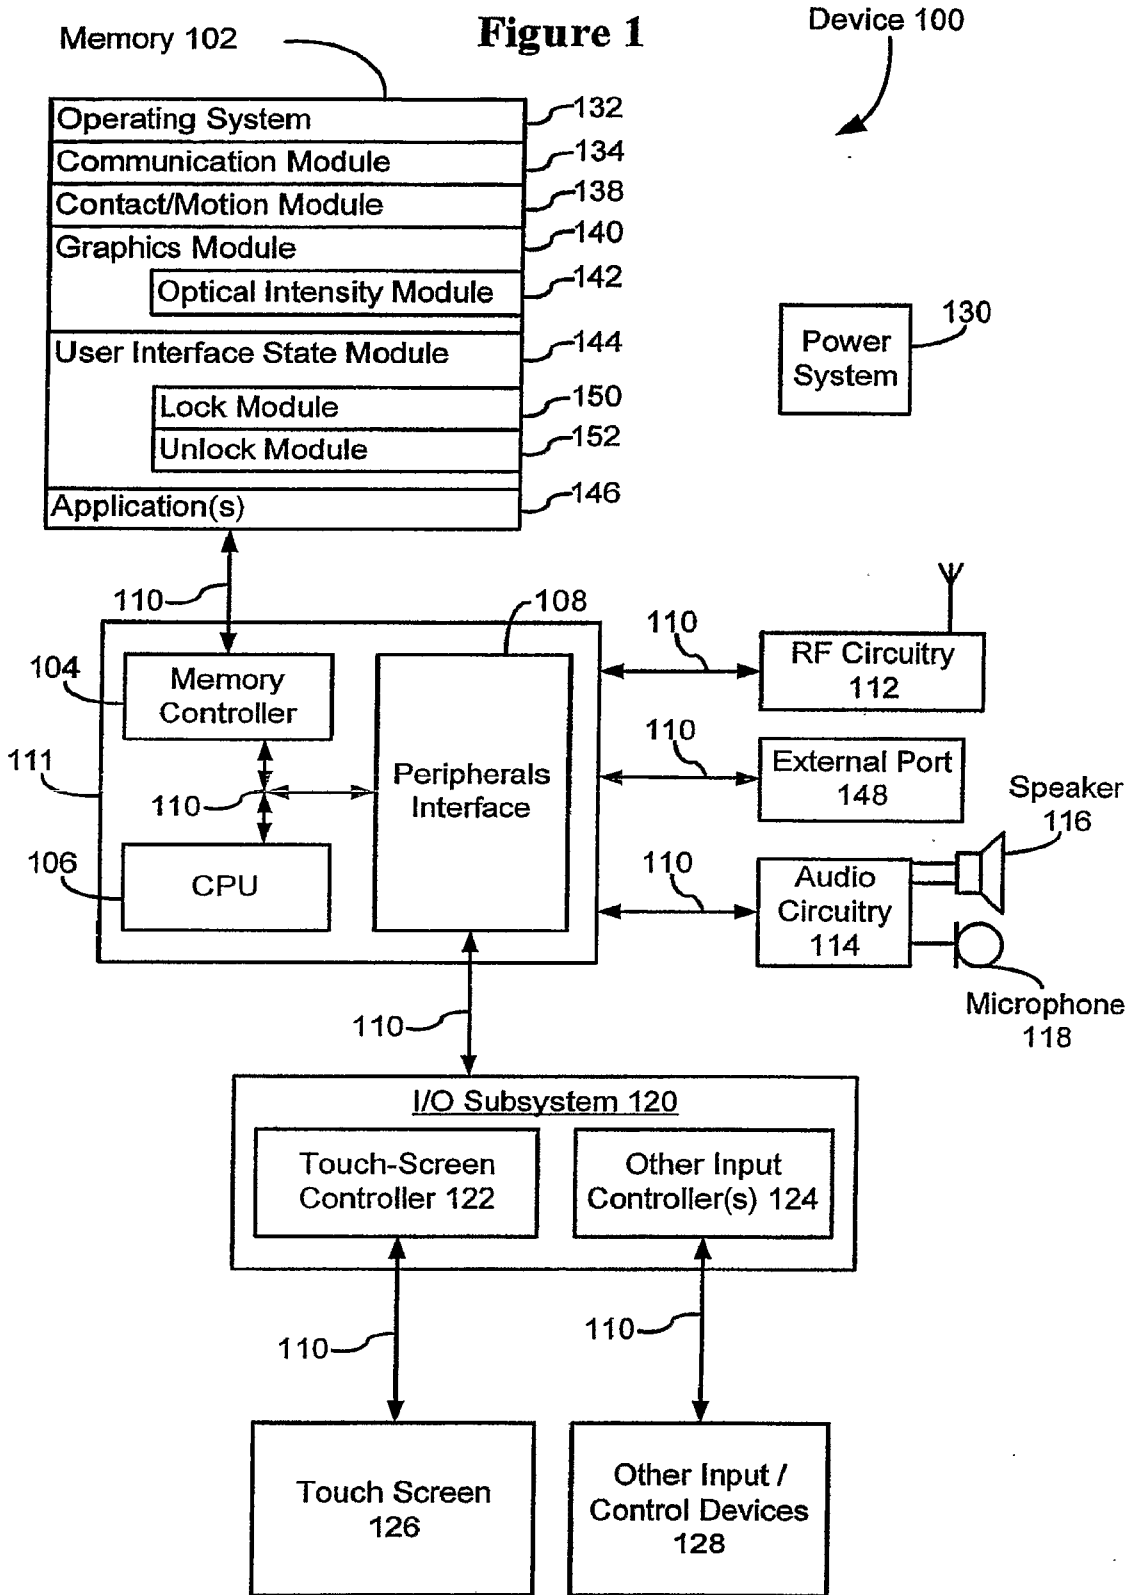 Figure 1
Memory 102
Device 100
Operating System
132
Communication Module
134
Contact/Motion Module
138
Graphics Module
140
Optical Intensity Module
142
User Interface State Module
144
Lock Module
150
Unlock Module
152
Application(s)
146
Power
System
130
110
108
104
Memory
Controller
111
110
Peripherals
Interface
106
CPU
110
RF Circuitry
112
110
External Port
148
Speaker
116
110
Audio
Circuitry
114
Microphone
118
110
I/O Subsystem 120
Touch-Screen
Controller 122
Other Input
Controller(s) 124
110
110
Touch Screen
126
Other Input /
Control Devices
128